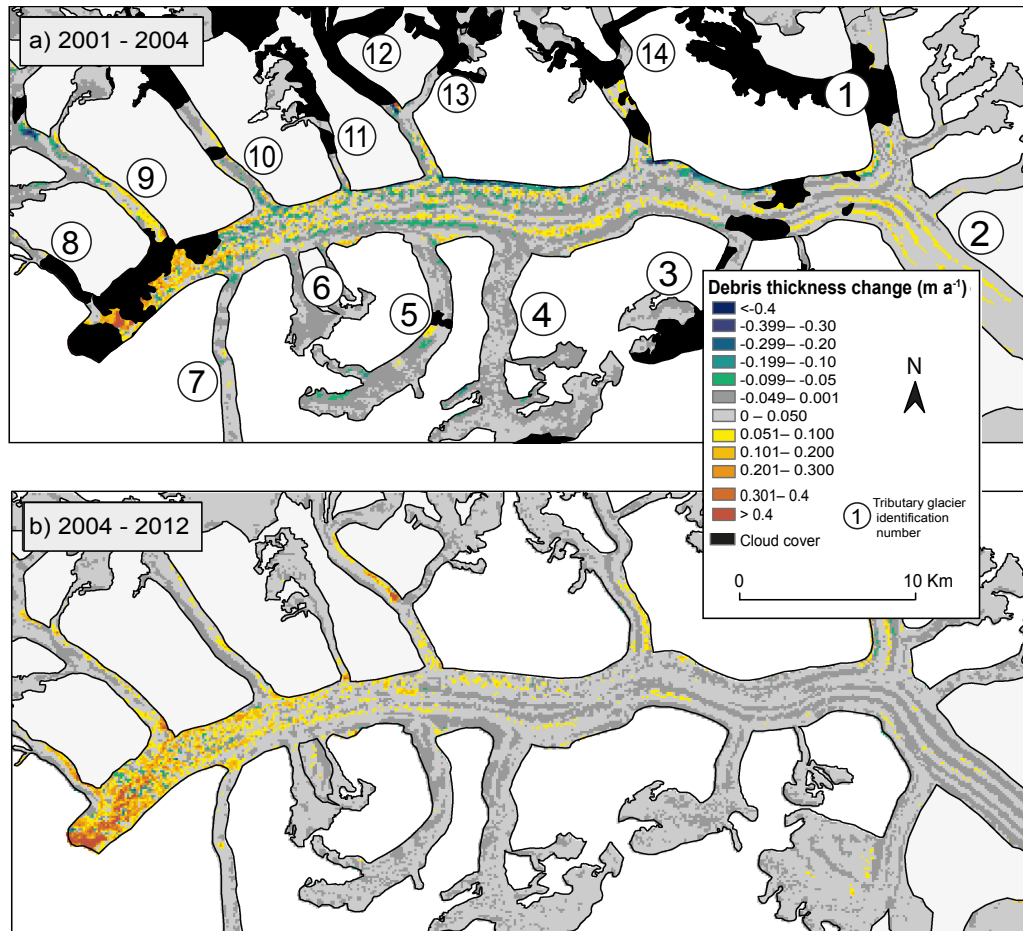 a) 2001 - 2004
12
14
13
1
11
10
9
2
8
6
3
5
4
7
Debris thickness change (m a⁻¹)
<-0.4
-0.399– -0.30
-0.299– -0.20
-0.199– -0.10
-0.099– -0.05
-0.049– 0.001
0 – 0.050
0.051– 0.100
0.101– 0.200
0.201– 0.300
0.301– 0.4
> 0.4
Cloud cover
N
1 Tributary glacier
identification
number
0 10 Km
b) 2004 - 2012